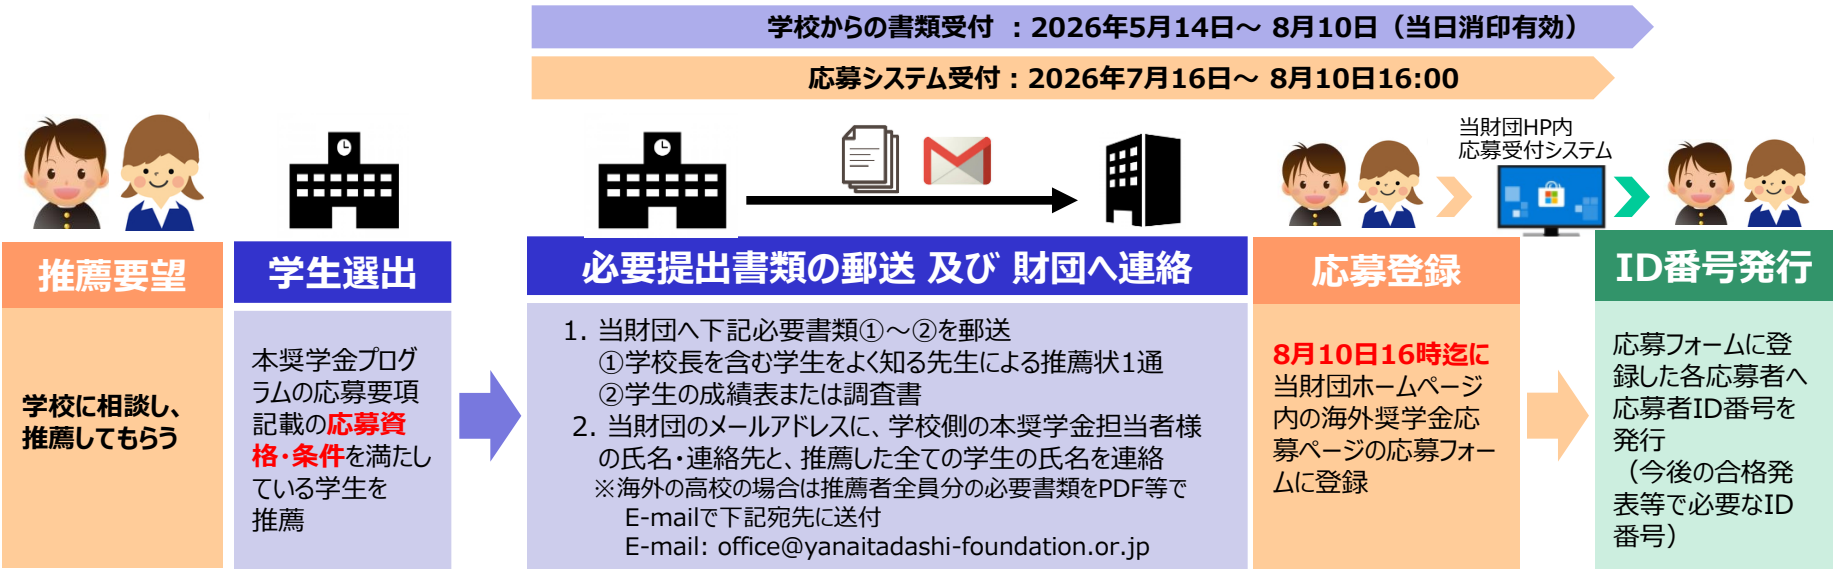 学校からの書類受付 ：2026年5月14日～ 8月10日（当日消印有効）
応募システム受付：2026年7月16日～ 8月10日16:00
当財団HP内
応募受付システム
推薦要望
学校に相談し、
推薦してもらう
学生選出
本奨学金プログ
ラムの応募要項
記載の応募資
格・条件を満たし
ている学生を
推薦
必要提出書類の郵送 及び 財団へ連絡
1. 当財団へ下記必要書類①～②を郵送
①学校長を含む学生をよく知る先生による推薦状1通
②学生の成績表または調査書
2. 当財団のメールアドレスに、学校側の本奨学金担当者様
の氏名・連絡先と、推薦した全ての学生の氏名を連絡
※海外の高校の場合は推薦者全員分の必要書類をPDF等で
E-mailで下記宛先に送付
E-mail: office@yanaitadashi-foundation.or.jp
応募登録
8月10日16時迄に
当財団ホームページ
内の海外奨学金応
募ページの応募フォー
ムに登録
ID番号発行
応募フォームに登
録した各応募者へ
応募者ID番号を
発行
（今後の合格発
表等で必要なID
番号）